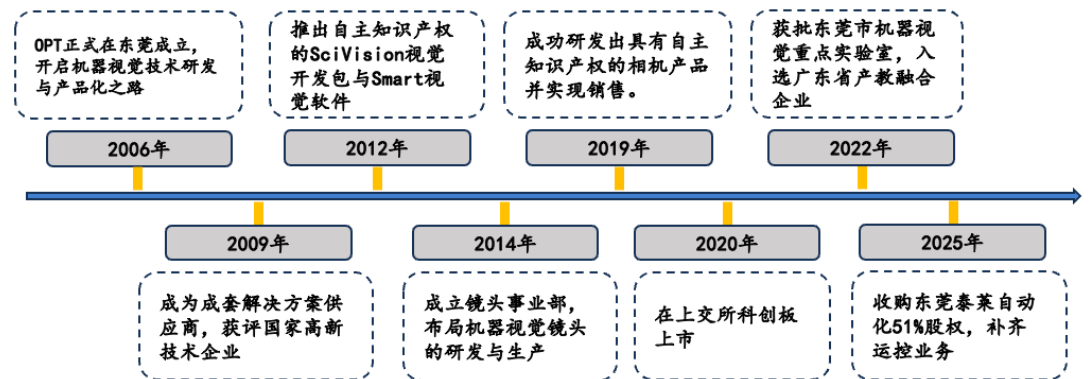 OPT正式在东莞成立，
开启机器视觉技术研发
与产品化之路
2006年
成为成套解决方案供
应商，获评国家高新
技术企业
2009年
推出自主知识产权
的SciVision视觉
开发包与Smart视
觉软件
2012年
成立镜头事业部，
布局机器视觉镜头
的研发与生产
2014年
成功研发出具有自主
知识产权的相机产品
并实现销售。
2019年
在上交所科创板
上市
2020年
获批东莞市机器视
觉重点实验室，入
选广东省产教融合
企业
2022年
收购东莞泰莱自动
化51%股权，补齐
运控业务
2025年